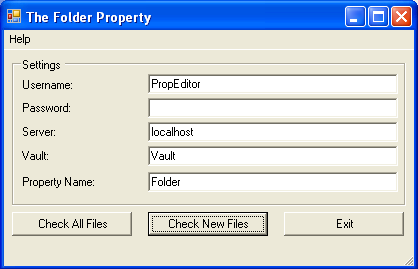 The Folder Property
Help
Settings
Username: PropEditor
Password:
Server: localhost
Vault: Vault
Property Name: Folder
Check All Files Check New Files Exit